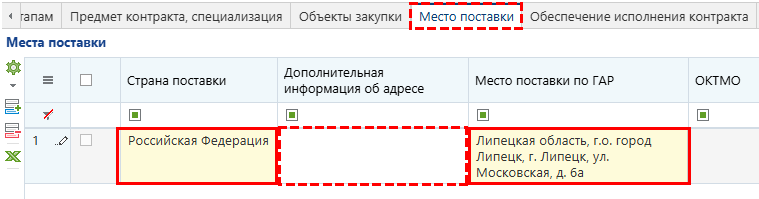 тапам Предмет контракта, специализация Объекты закупки Место поставки Обеспечение исполнения контракта
Места поставки
Страна поставки Дополнительная информация об адресе Место поставки по ГАР ОКТМО
1 Российская Федерация Липецкая область, г.о. город
Липецк, г. Липецк, ул.
Московская, д. 6а